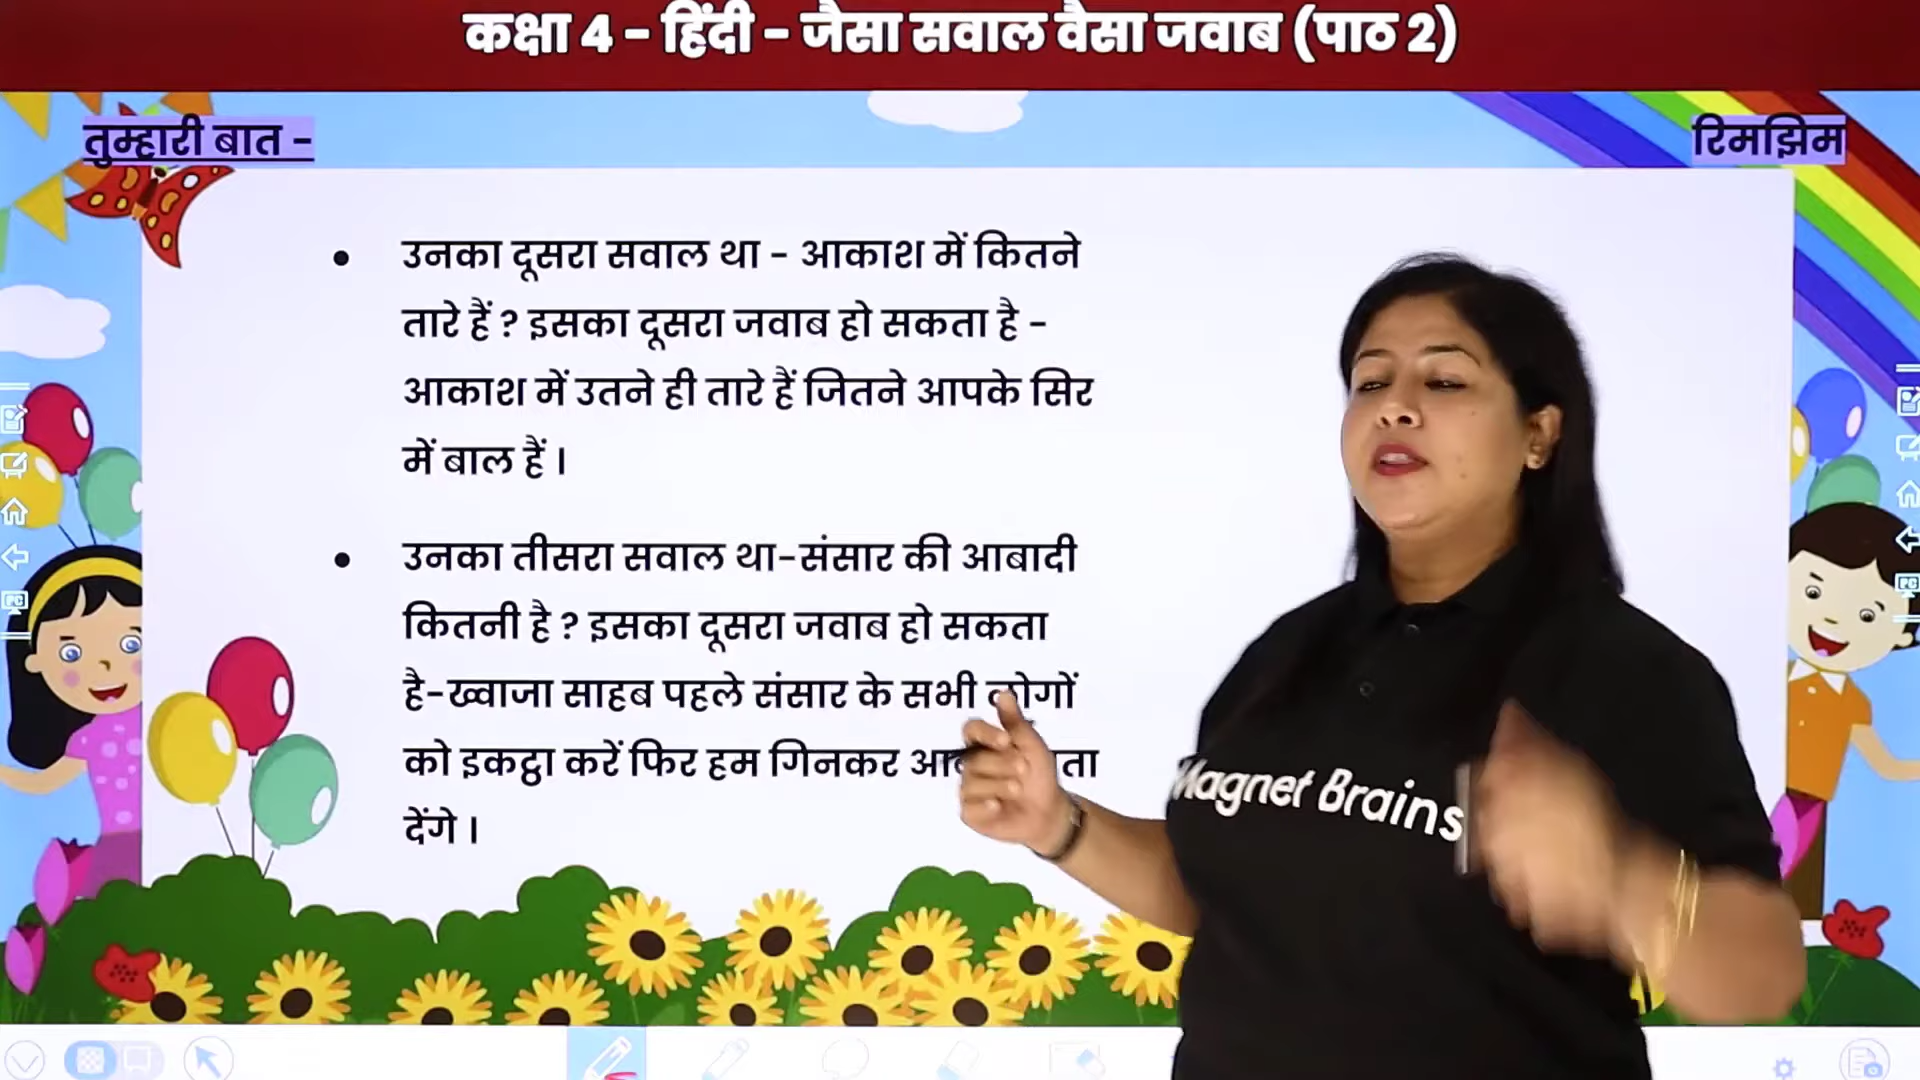 कक्षा 4 - हिंदी - जैसा सवाल वैसा जवाब (पाठ 2)
तुम्हारी बात -
रिमझिम
• उनका दूसरा सवाल था - आकाश में कितने
तारे हैं ? इसका दूसरा जवाब हो सकता है -
आकाश में उतने ही तारे हैं जितने आपके सिर
में बाल हैं ।
• उनका तीसरा सवाल था-संसार की आबादी
कितनी है ? इसका दूसरा जवाब हो सकता
है-ख्वाजा साहब पहले संसार के सभी लोगों
को इकट्ठा करें फिर हम गिनकर
देंगे ।
Magnet Brains